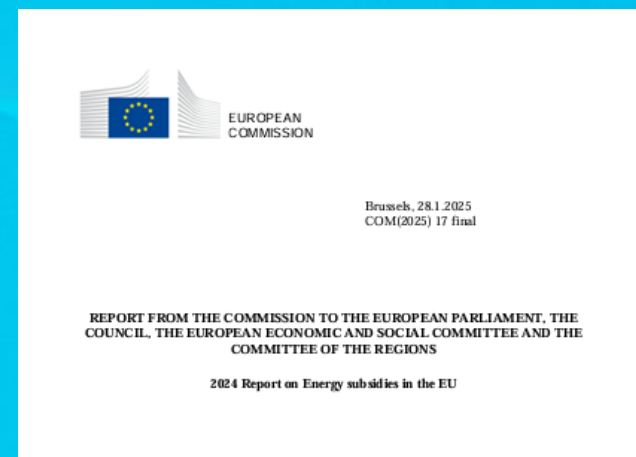 EUROPEAN
COMMISSION
Brussels, 28.1.2025
COM(2025) 17 final
REPORT FROM THE COMMISSION TO THE EUROPEAN PARLIAMENT, THE
COUNCIL, THE EUROPEAN ECONOMIC AND SOCIAL COMMITTEE AND THE
COMMITTEE OF THE REGIONS
2024 Report on Energy subsidies in the EU